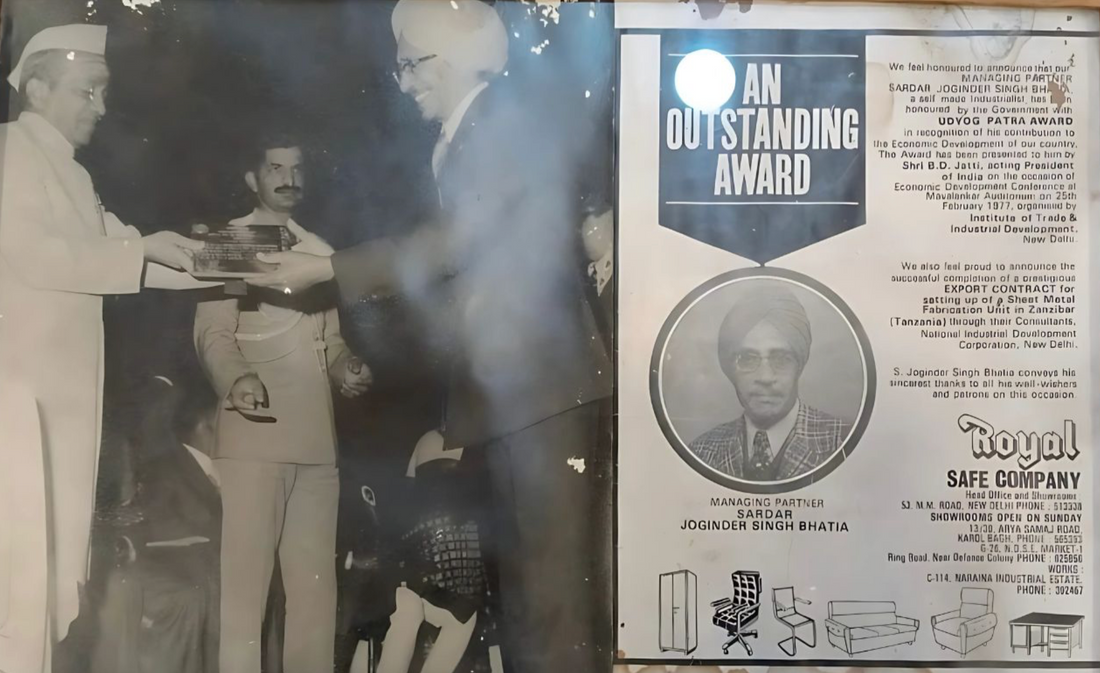 AN
OUTSTANDING
AWARD
We feel honoured to announce that our
MANAGING PARTNER
SARDAR JOGINDER SINGH BHATIA,
a self made Industrialist, has been
honoured by the Government with
UDYOG PATRA AWARD
in recognition of his contribution to
the Economic Development of our country.
The Award has been presented to him by
Shri B.D. Jatti, acting President
of India on the occasion of
Economic Development Conference at
Mavalankar Auditorium on 25th
February 1977, organised by
Institute of Trade &
Industrial Development,
New Delhi.
We also feel proud to announce the
successful completion of a prestigious
EXPORT CONTRACT for
setting up of a Sheet Metal
Fabrication Unit in Zanzibar
(Tanzania) through their Consultants,
National Industrial Development
Corporation, New Delhi.
S. Joginder Singh Bhatia conveys his
sincerest thanks to all his well-wishers
and patrons on this occasion.
MANAGING PARTNER
SARDAR
JOGINDER SINGH BHATIA
Royal
SAFE COMPANY
Head Office and Showrooms
M.M. ROAD, NEW DELHI PHONE :
SHOWROOMS OPEN ON SUNDAY
13/30, ARYA SAMAJ ROAD,
KAROL BAGH, PHONE :
G-26, N.D.S.E. MARKET-1
Ring Road, Near Defence Colony PHONE :
WORKS :
C-114, NARAINA INDUSTRIAL ESTATE.
PHONE : 392467